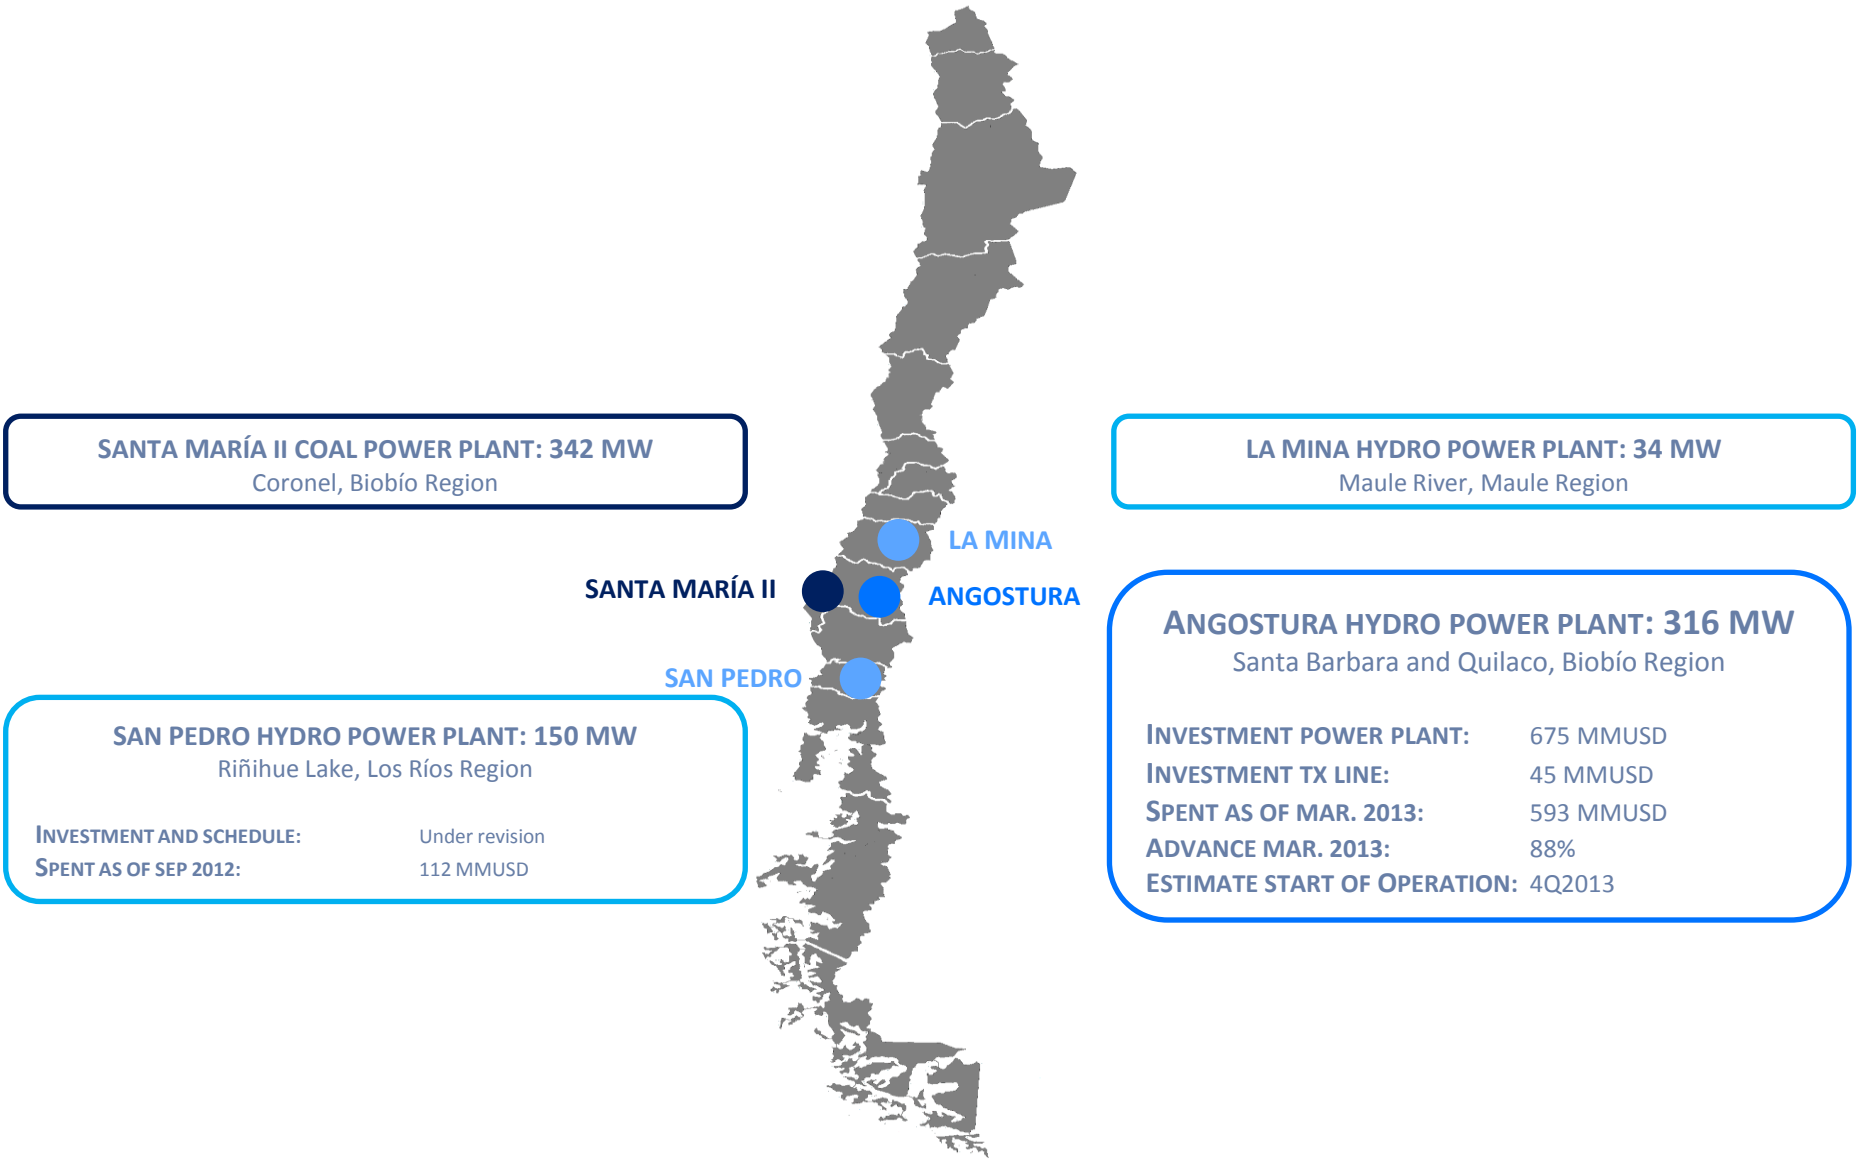 SANTA MARÍA II COAL POWER PLANT: 342 MW
Coronel, Biobío Region
LA MINA HYDRO POWER PLANT: 34 MW
Maule River, Maule Region
LA MINA
SANTA MARÍA II
ANGOSTURA
SAN PEDRO
SAN PEDRO HYDRO POWER PLANT: 150 MW
Riñihue Lake, Los Ríos Region
INVESTMENT AND SCHEDULE: Under revision
SPENT AS OF SEP 2012: 112 MMUSD
ANGOSTURA HYDRO POWER PLANT: 316 MW
Santa Barbara and Quilaco, Biobío Region
INVESTMENT POWER PLANT: 675 MMUSD
INVESTMENT TX LINE: 45 MMUSD
SPENT AS OF MAR. 2013: 593 MMUSD
ADVANCE MAR. 2013: 88%
ESTIMATE START OF OPERATION: 4Q2013